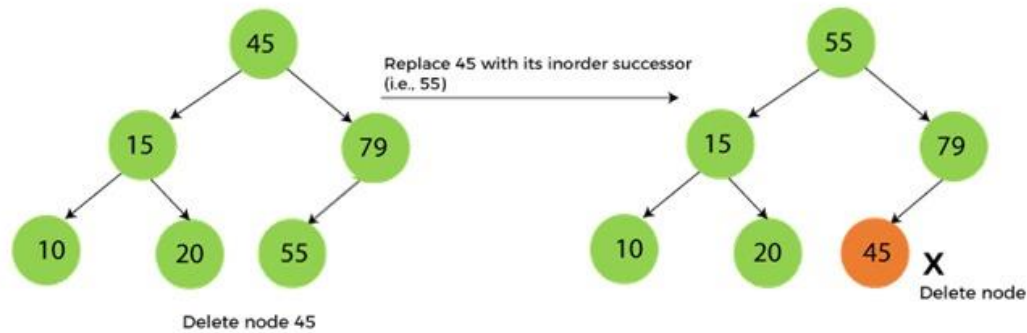 45
55
Replace 45 with its inorder successor
(i.e., 55)
15
79
15
79
10
20
55
10
20
45
X
Delete node
Delete node 45